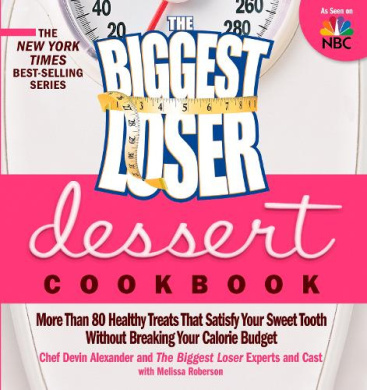 40
20
260
280
THE
NEW YORK
TIMES
BEST-SELLING
SERIES
As Seen on
NBC
THE
BIGGEST
LOSER
dessert
COOKBOOK
More Than 80 Healthy Treats That Satisfy Your Sweet Tooth
Without Breaking Your Calorie Budget
Chef Devin Alexander and The Biggest Loser Experts and Cast
with Melissa Roberson